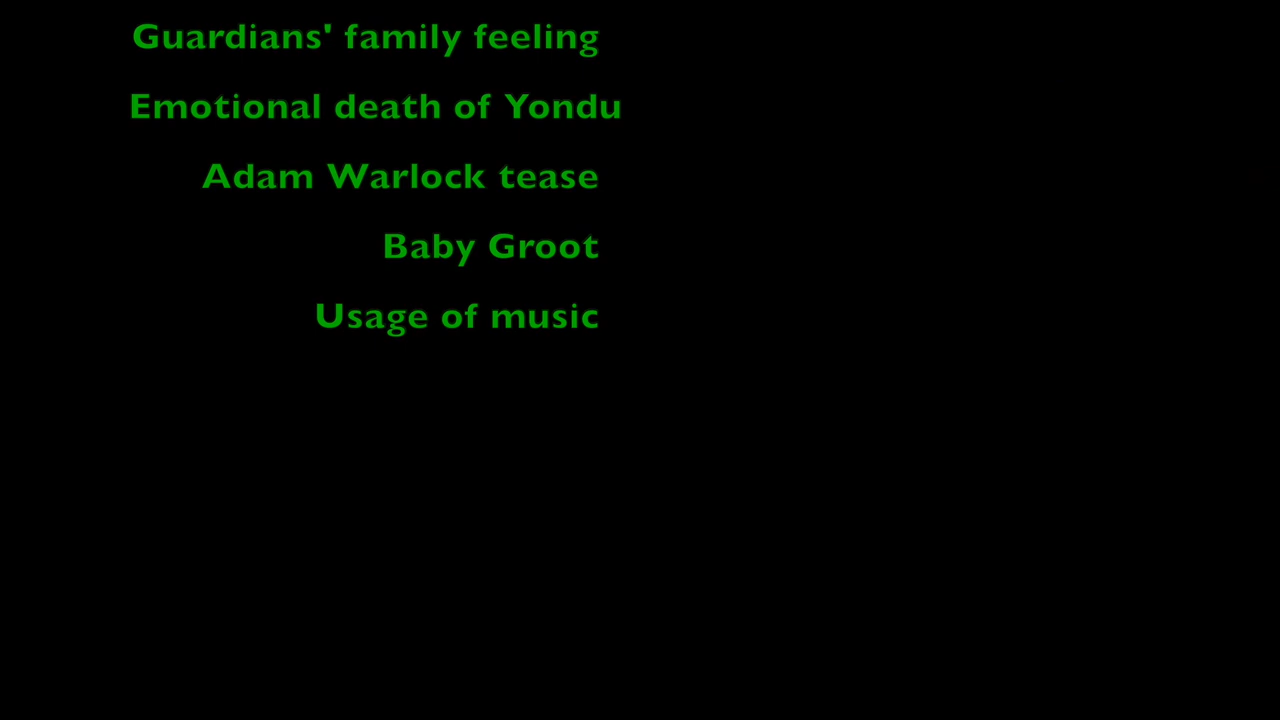 Guardians' family feeling
Emotional death of Yondu
Adam Warlock tease
Baby Groot
Usage of music